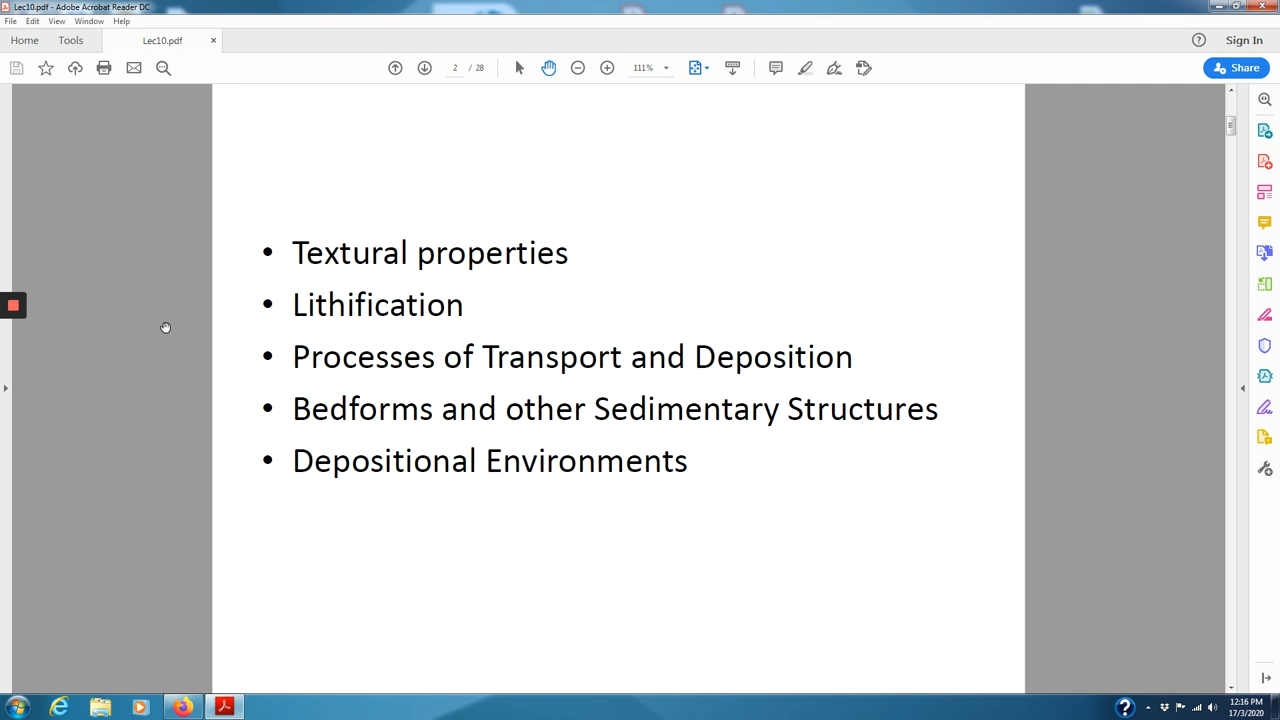 Lec10.pdf - Adobe Acrobat Reader DC
File Edit View Window Help
Home Tools Lec10.pdf × Sign In
2 / 28 111% Share
• Textural properties
• Lithification
• Processes of Transport and Deposition
• Bedforms and other Sedimentary Structures
• Depositional Environments
12:16 PM
17/3/2020